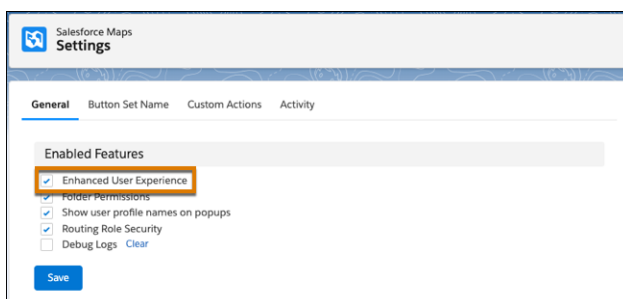 Salesforce Maps
Settings
General Button Set Name Custom Actions Activity
Enabled Features
Enhanced User Experience
Folder Permissions
Show user profile names on popups
Routing Role Security
Debug Logs Clear
Save